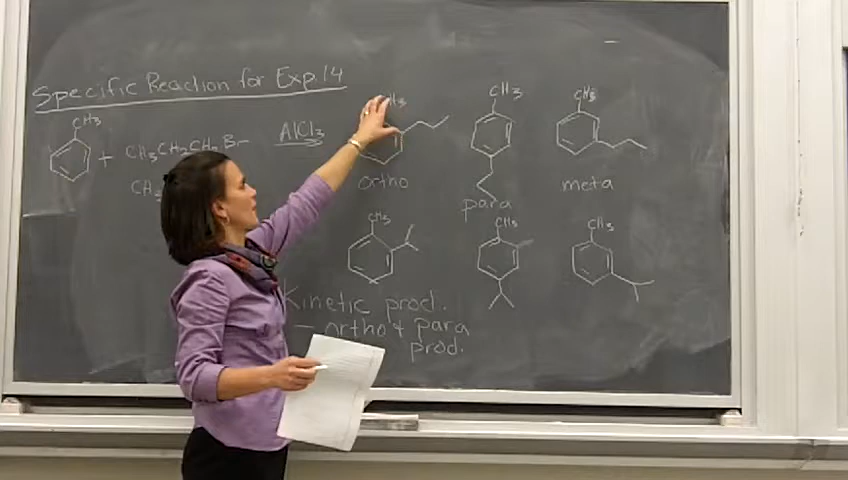 Specific Reaction for Exp. 14
CH3
+ CH3CH2CH2Br
AlCl3
CH3
ortho
CH3
para
CH3
meta
CH3
CH3
CH3
Kinetic prod.
- ortho & para
prod.